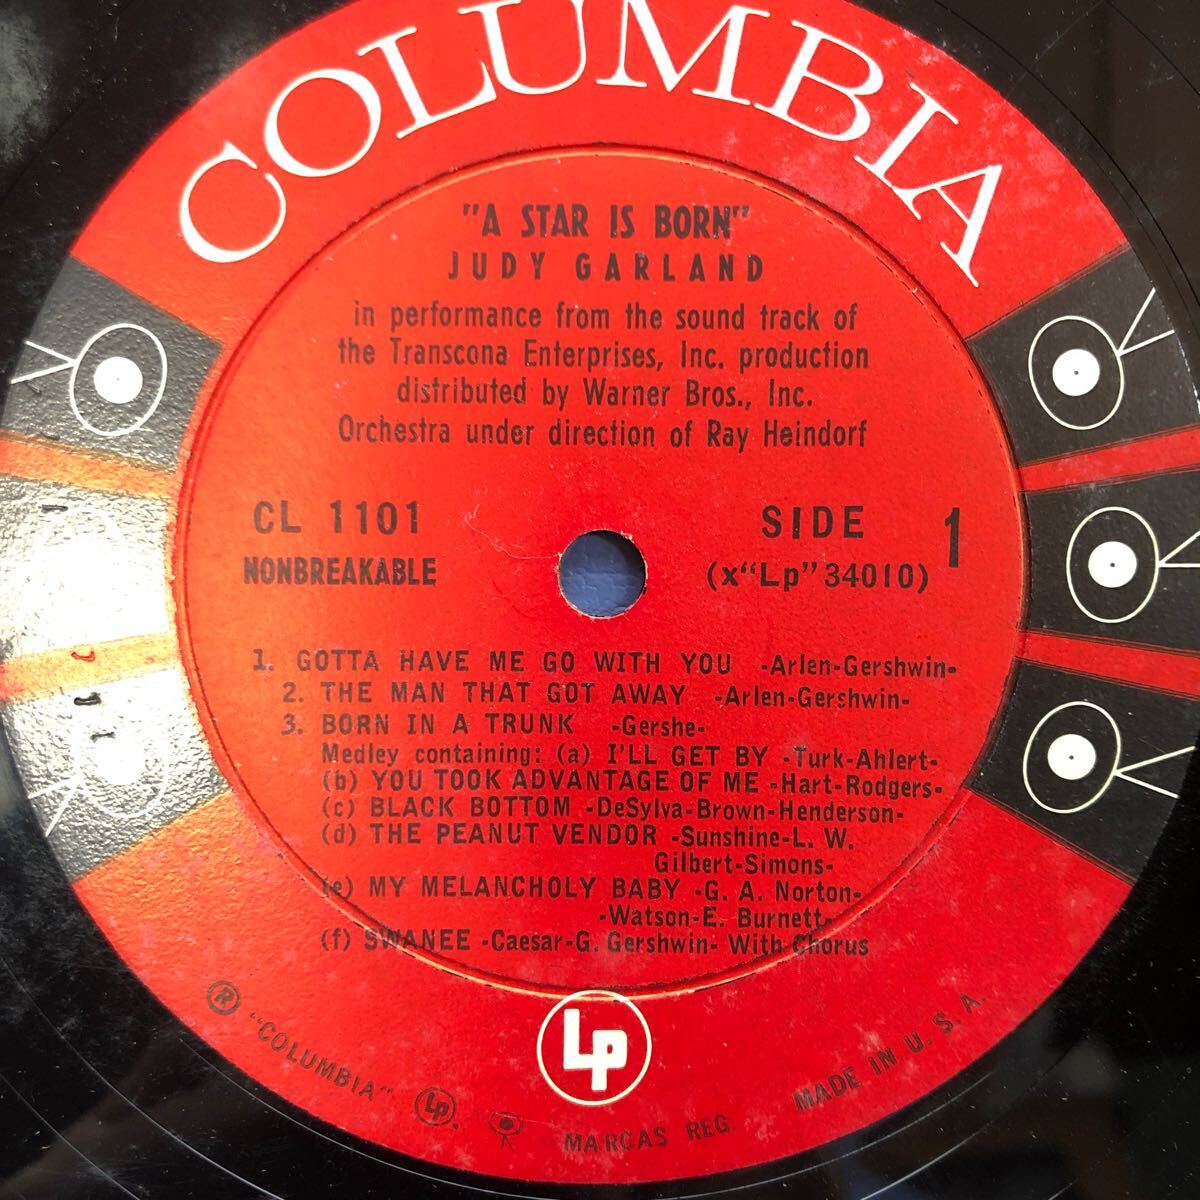 COLUMBIA
"A STAR IS BORN"
JUDY GARLAND
in performance from the sound track of
the Transcona Enterprises, Inc. production
distributed by Warner Bros., Inc.
Orchestra under direction of Ray Heindorf
CL 1101
NONBREAKABLE
SIDE 1
(x"Lp"34010)
1. GOTTA HAVE ME GO WITH YOU -Arlen-Gershwin-
2. THE MAN THAT GOT AWAY -Arlen-Gershwin-
3. BORN IN A TRUNK -Gershe-
Medley containing: (a) I'LL GET BY -Turk-Ahlert-
(b) YOU TOOK ADVANTAGE OF ME -Hart-Rodgers-
(c) BLACK BOTTOM -DeSylva-Brown-Henderson-
(d) THE PEANUT VENDOR -Sunshine-L. W.
Gilbert-Simons-
(e) MY MELANCHOLY BABY -G. A. Norton-
-Watson-E. Burnett-
(f) SWANEE -Caesar-G. Gershwin- With Chorus
Lp
® "COLUMBIA" Lp. MARCAS REG. MADE IN U. S. A.